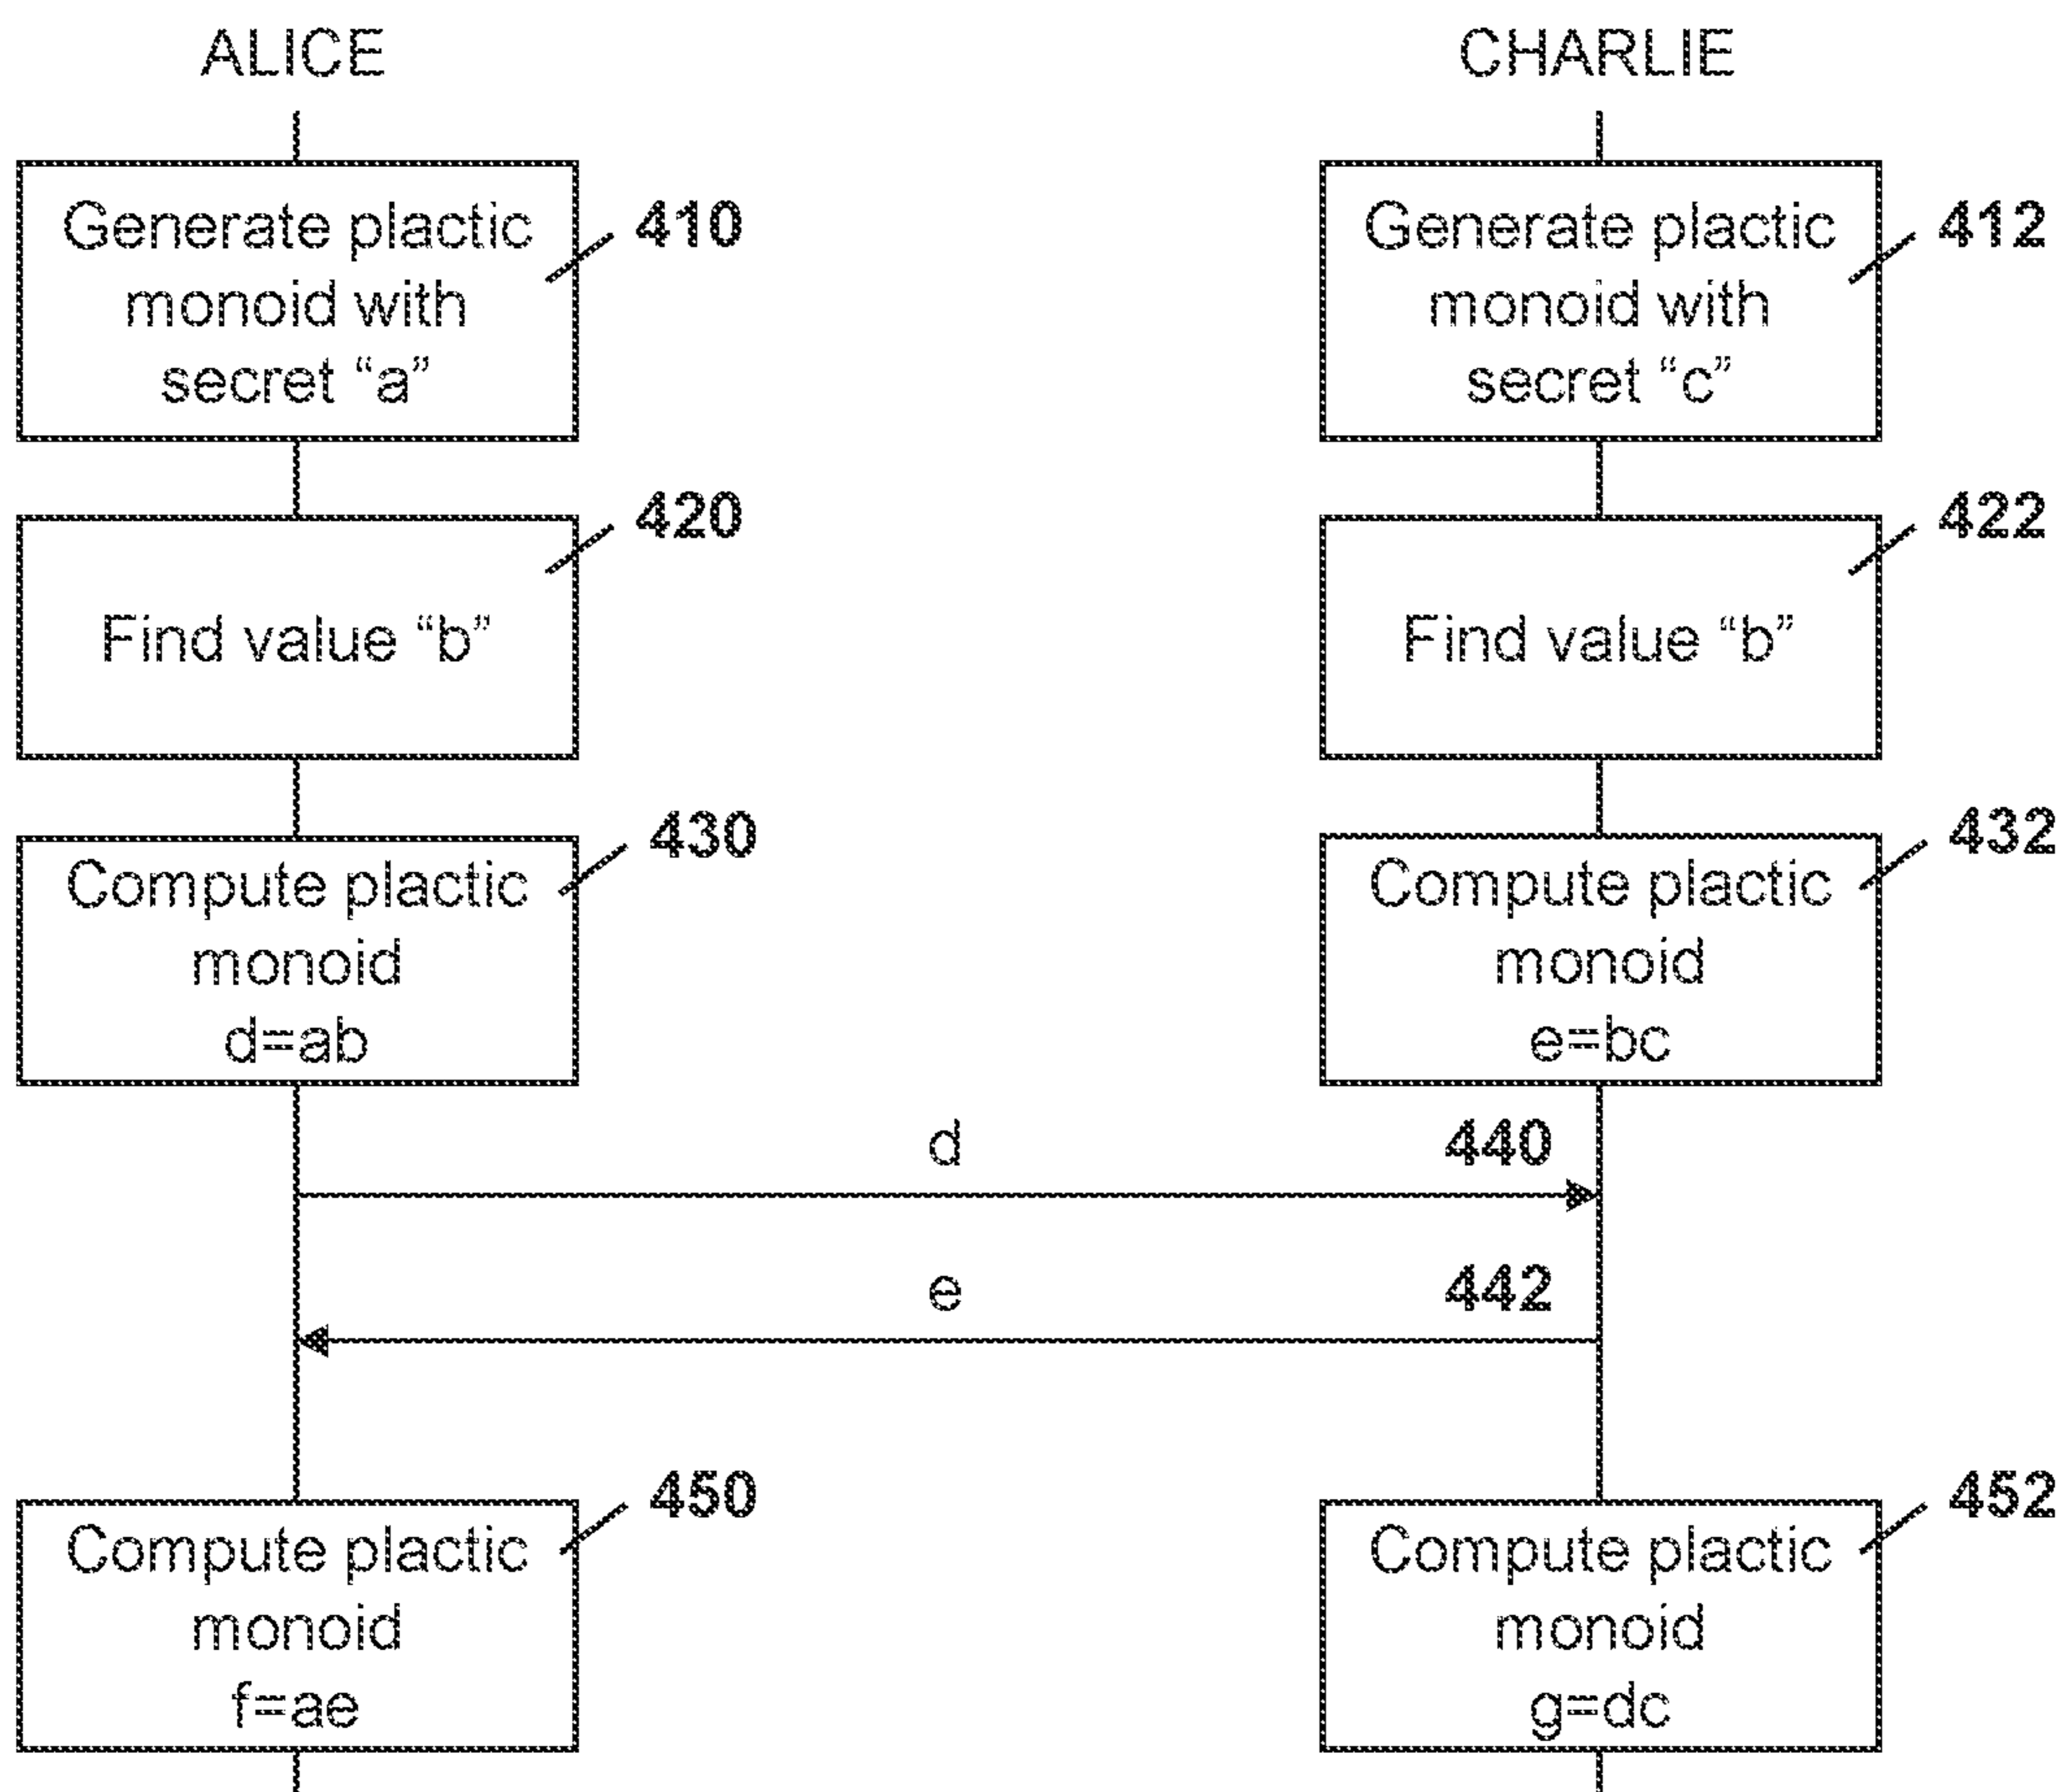 ALICE
CHARLIE
Generate plactic
monoid with
secret “a”
410
Generate plactic
monoid with
secret “c”
412
Find value “b”
420
Find value “b”
422
Compute plactic
monoid
d=ab
430
Compute plactic
monoid
e=bc
432
d
440
e
442
Compute plactic
monoid
f=ae
450
Compute plactic
monoid
g=dc
452